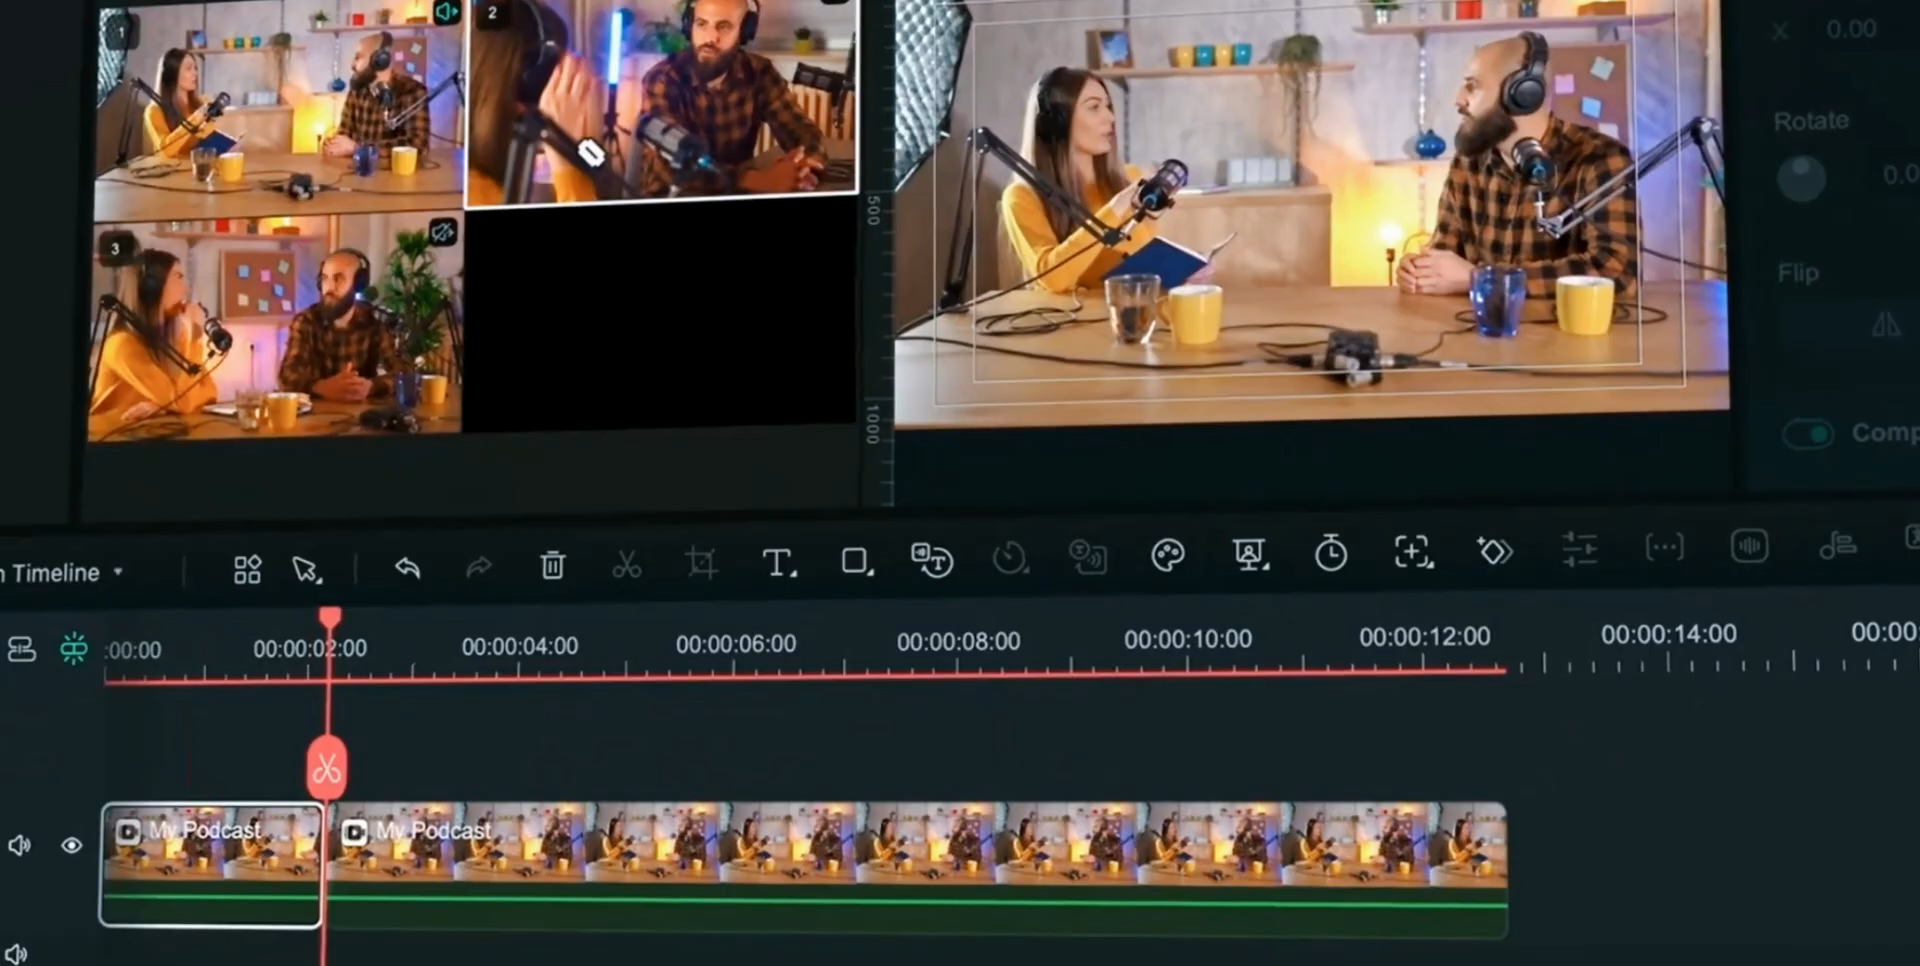 1
2
3
500
1000
X 0.00
Rotate
0.0
Flip
Comp
n Timeline
:00:00
00:00:02:00
00:00:04:00
00:00:06:00
00:00:08:00
00:00:10:00
00:00:12:00
00:00:14:00
00:00
My Podcast
My Podcast